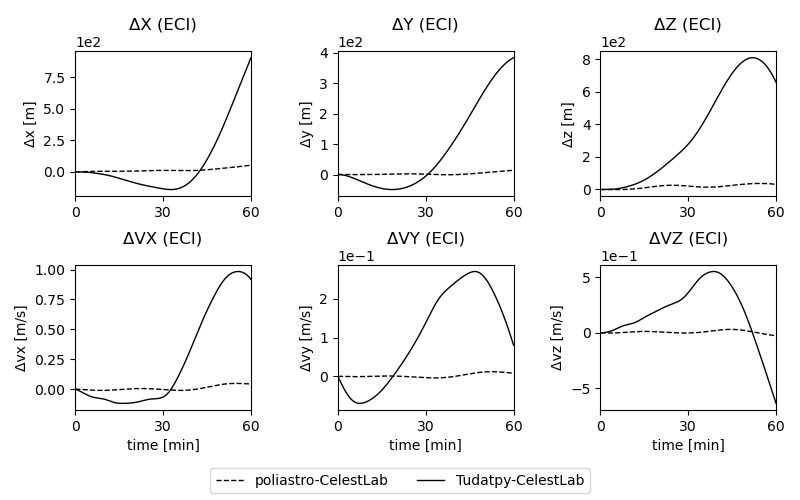 ΔX (ECI)
ΔY (ECI)
ΔZ (ECI)
1e2
1e2
1e2
Δx [m]
7.5
5.0
2.5
0.0
0
60
Δy [m]
4
3
2
1
0
0
30
60
Δz [m]
8
6
4
2
0
0
30
60
ΔVX (ECI)
ΔVY (ECI)
ΔVZ (ECI)
1e−1
1e−1
Δvx [m/s]
1.00
0.75
0.50
0.25
0.00
0
60
time [min]
Δvy [m/s]
2
1
0
0
30
60
time [min]
Δvz [m/s]
5
0
−5
0
30
60
time [min]
poliastro-CelestLab
Tudatpy-CelestLab